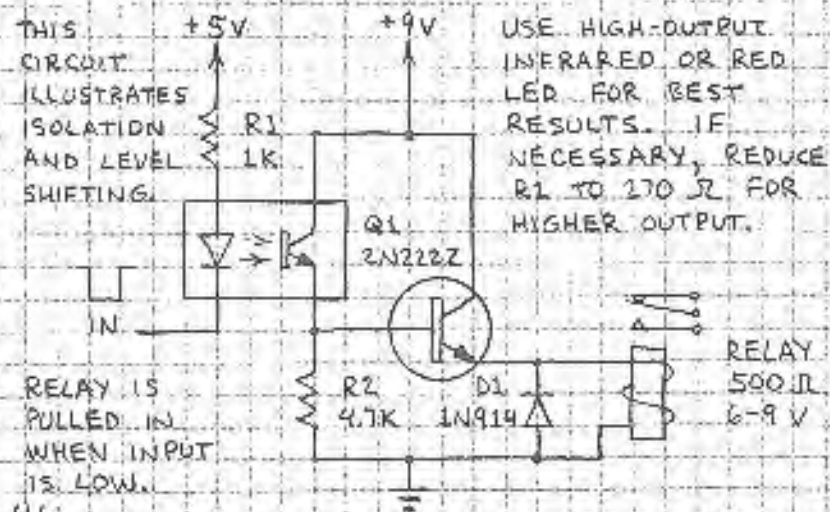 THIS
CIRCUIT
ILLUSTRATES
ISOLATION
AND LEVEL
SHIFTING.
+5V
+9V
USE HIGH-OUTPUT
INFRARED OR RED
LED FOR BEST
RESULTS. IF
NECESSARY, REDUCE
R1 TO 270 Ω FOR
HIGHER OUTPUT.
R1
1K
Q1
2N2222
IN
RELAY IS
PULLED IN
WHEN INPUT
IS LOW.
R2
4.7K
D1
1N914
RELAY
500 Ω
6-9 V